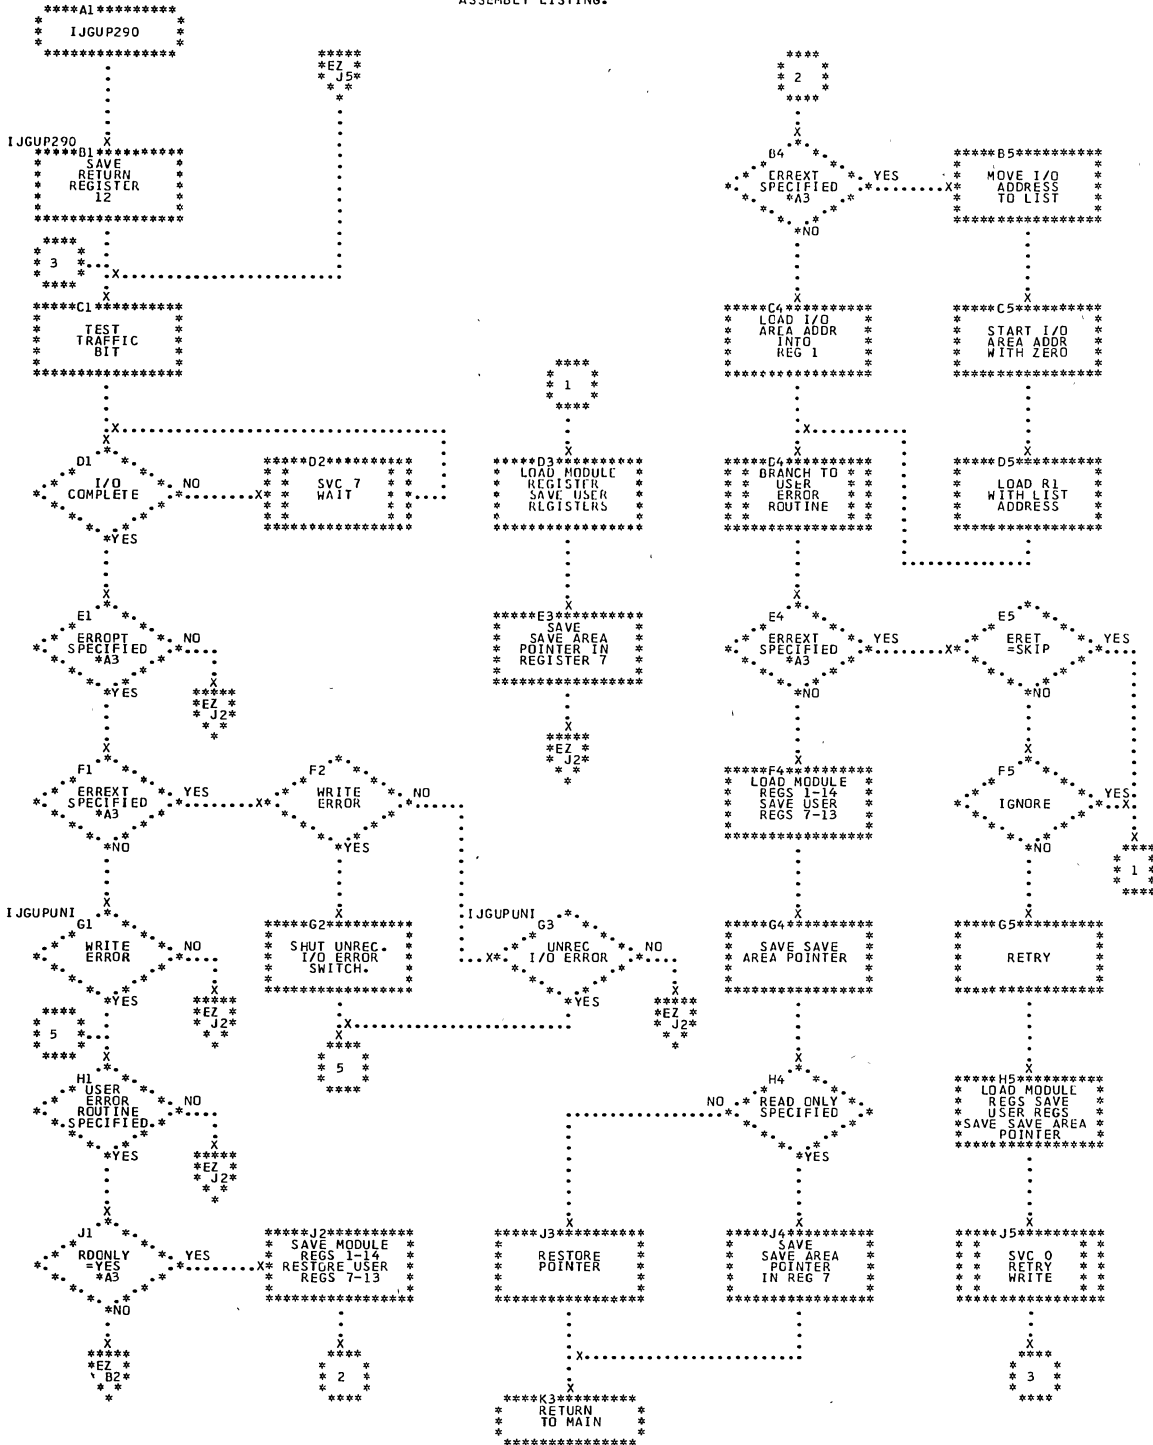 ASSEMBLY LISTING.
****A1*********
IJGUP290
*****
*EZ *
* J5*
IJGUP290
*****B1**********
SAVE
RETURN
REGISTER
12
3
*****C1**********
TEST
TRAFFIC
BIT
D1
I/O
COMPLETE
NO
YES
*****D2**********
SVC 7
WAIT
E1
ERROPT
SPECIFIED
*A3
NO
YES
*EZ *
* J2*
F1
ERREXT
SPECIFIED
*A3
YES
NO
F2
WRITE
ERROR
NO
YES
IJGUPUNI
G1
WRITE
ERROR
NO
YES
*EZ *
* J2*
*****G2**********
SHUT UNREC.
I/O ERROR
SWITCH.
IJGUPUNI
G3
UNREC
I/O ERROR
NO
YES
*EZ *
* J2*
5
5
H1
USER
ERROR
ROUTINE
SPECIFIED
NO
YES
*EZ *
* J2*
J1
RDONLY
=YES
*A3
YES
NO
*EZ *
B2*
*****J2**********
SAVE MODULE
REGS 1-14
RESTORE USER
REGS 7-13
2
1
*****D3**********
LOAD MODULE
REGISTER
SAVE USER
REGISTERS
*****E3**********
SAVE
SAVE AREA
POINTER IN
REGISTER 7
*EZ *
* J2*
2
B4
ERREXT
SPECIFIED
*A3
YES
NO
*****B5**********
MOVE I/O
ADDRESS
TO LIST
*****C4**********
LOAD I/O
AREA ADDR
INTO
REG 1
*****C5**********
START I/O
AREA ADDR
WITH ZERO
*****D4**********
BRANCH TO
USER
ERROR
ROUTINE
*****D5**********
LOAD R1
WITH LIST
ADDRESS
E4
ERREXT
SPECIFIED
*A3
YES
NO
E5
ERET
=SKIP
YES
NO
*****F4**********
LOAD MODULE
REGS 1-14
SAVE USER
REGS 7-13
F5
IGNORE
YES
NO
1
*****G4**********
SAVE SAVE
AREA POINTER
*****G5**********
RETRY
H4
READ ONLY
SPECIFIED
NO
YES
*****H5**********
LOAD MODULE
REGS SAVE
USER REGS
*SAVE SAVE AREA
POINTER
*****J3**********
RESTORE
POINTER
*****J4**********
SAVE
SAVE AREA
POINTER
IN REG 7
*****J5**********
SVC 0
RETRY
WRITE
3
****K3*********
RETURN
TO MAIN